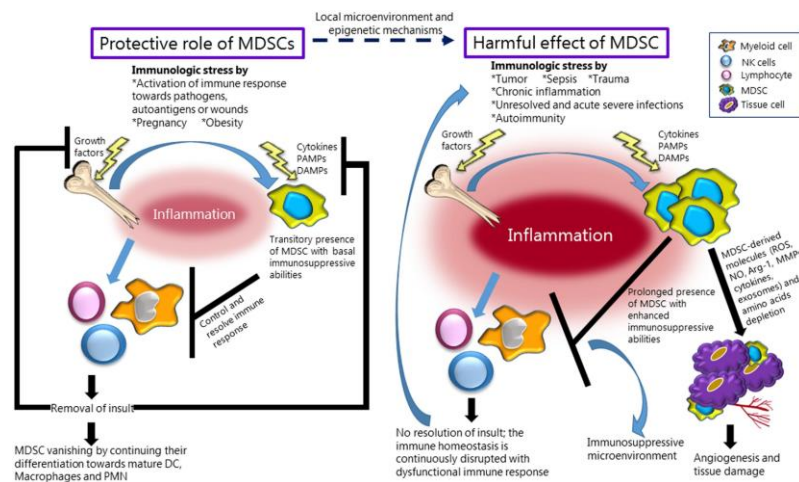 Local microenvironment and
epigenetic mechanisms
Protective role of MDSCs
Harmful effect of MDSC
Immunologic stress by
*Activation of immune response
towards pathogens,
autoantigens or wounds
*Pregnancy *Obesity
Growth
factors
Cytokines
PAMPs
DAMPs
Inflammation
Transitory presence
of MDSC with basal
immunosuppressive
abilities
Control and
resolve immune
response
Removal of insult
MDSC vanishing by continuing their
differentiation towards mature DC,
Macrophages and PMN
Immunologic stress by
*Tumor *Sepsis *Trauma
*Chronic inflammation
*Unresolved and acute severe infections
*Autoimmunity
Growth
factors
Cytokines
PAMPs
DAMPs
Inflammation
Prolonged presence
of MDSC with
enhanced
immunosuppressive
abilities
MDSC-derived
molecules (ROS,
NO, Arg-1, MMPs,
cytokines,
exosomes) and
amino acids
depletion
No resolution of insult; the
immune homeostasis is
continuously disrupted with
dysfunctional immune response
Immunosuppressive
microenvironment
Angiogenesis and
tissue damage
Myeloid cell
NK cells
Lymphocyte
MDSC
Tissue cell